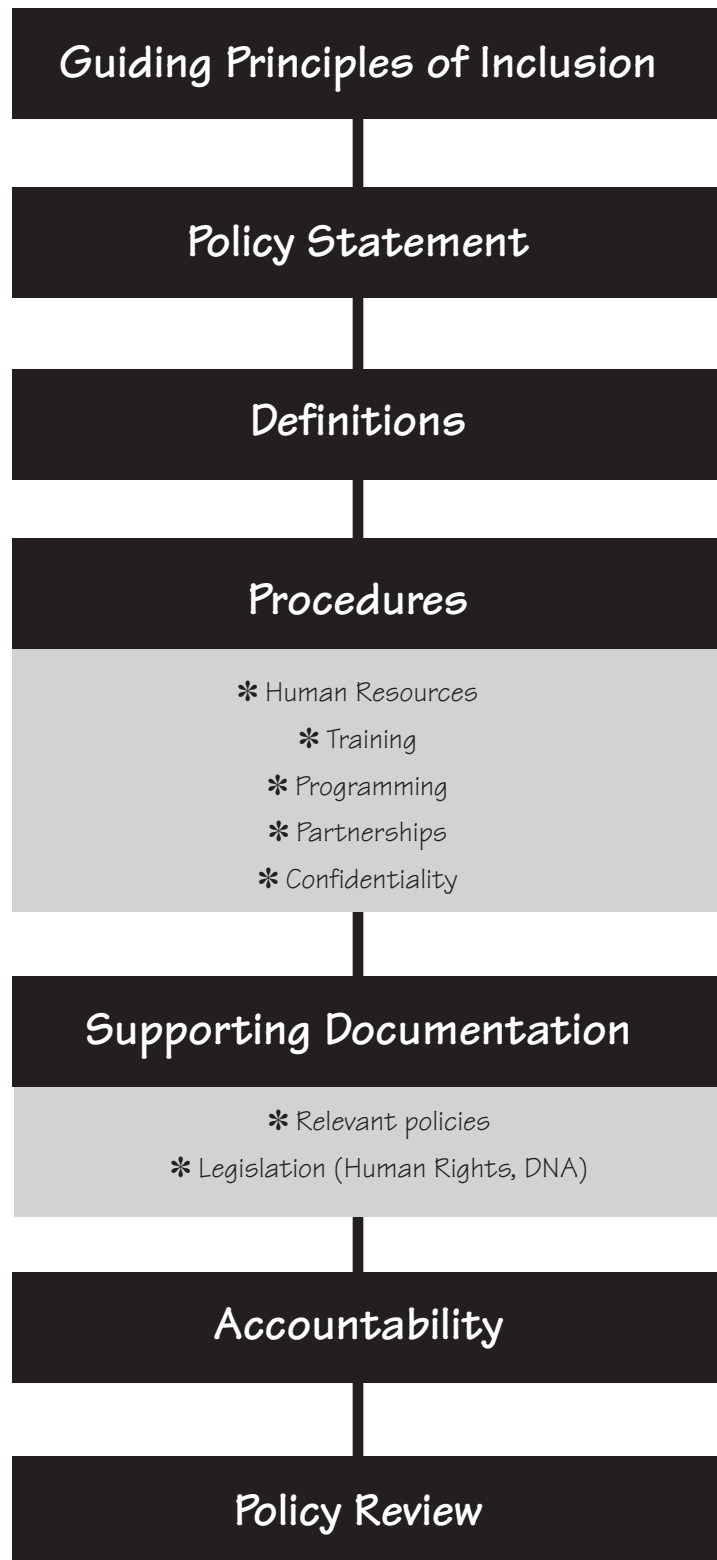 Guiding Principles of Inclusion
Policy Statement
Definitions
Procedures
✻ Human Resources
✻ Training
✻ Programming
✻ Partnerships
✻ Confidentiality
Supporting Documentation
✻ Relevant policies
✻ Legislation (Human Rights, DNA)
Accountability
Policy Review